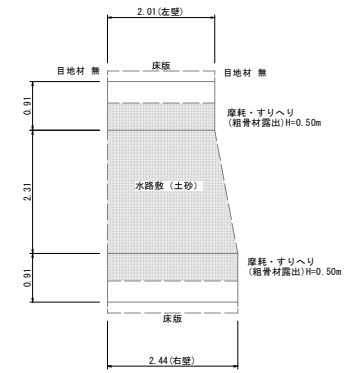 2.01(左壁)
床版
目地材 無
目地材 無
0.91
摩耗・すりへり
(粗骨材露出)H=0.50m
2.31
水路敷 (土砂)
摩耗・すりへり
(粗骨材露出)H=0.50m
0.91
床版
2.44(右壁)